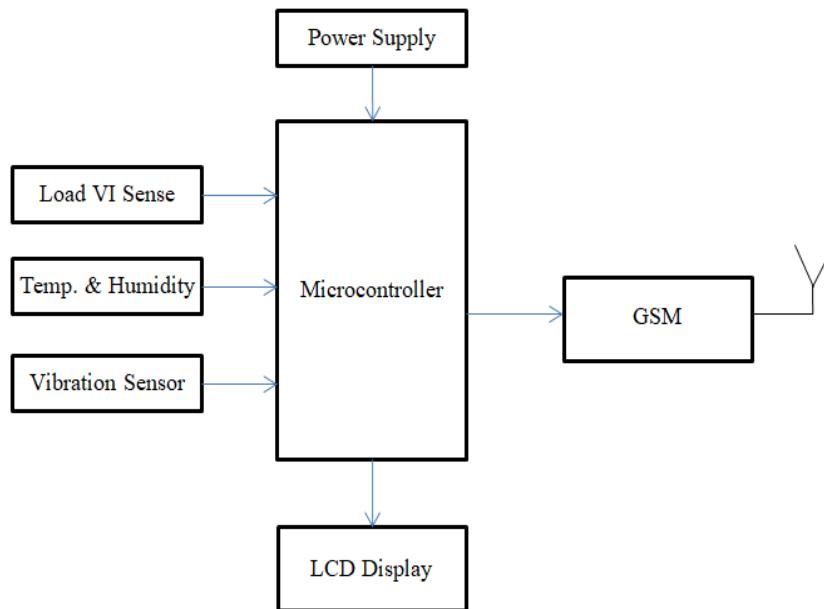 Power Supply
Load VI Sense
Temp. & Humidity
Vibration Sensor
Microcontroller
GSM
LCD Display